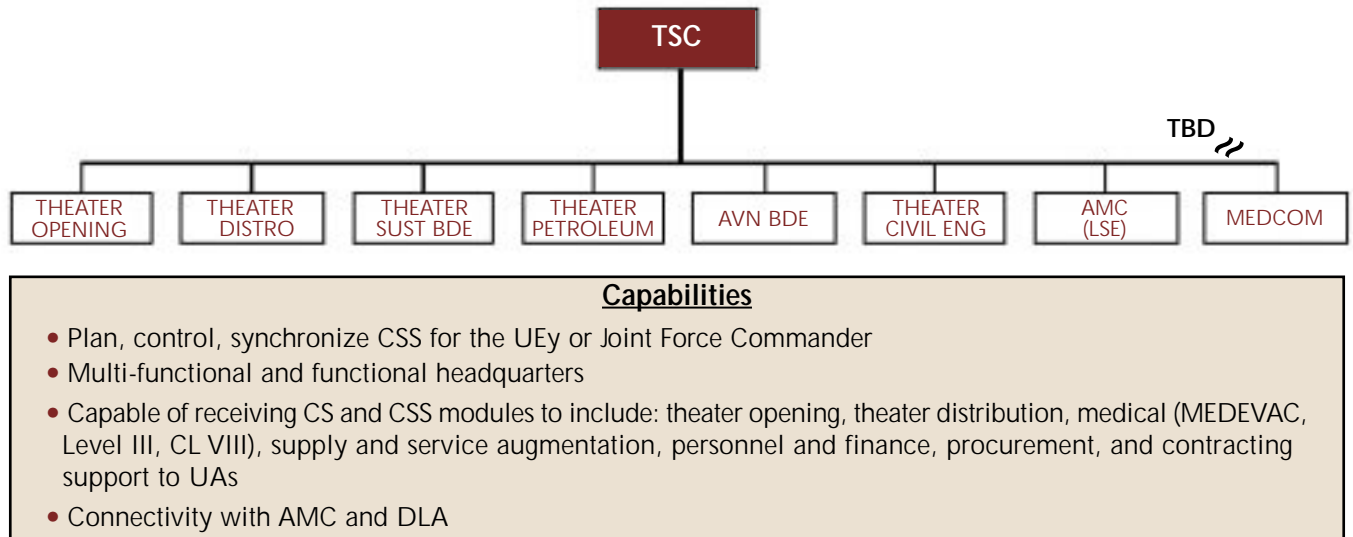 TSC
TBD
THEATER
OPENING
THEATER
DISTRO
THEATER
SUST BDE
THEATER
PETROLEUM
AVN BDE
THEATER
CIVIL ENG
AMC
(LSE)
MEDCOM
Capabilities
• Plan, control, synchronize CSS for the UEy or Joint Force Commander
• Multi-functional and functional headquarters
• Capable of receiving CS and CSS modules to include: theater opening, theater distribution, medical (MEDEVAC,
Level III, CL VIII), supply and service augmentation, personnel and finance, procurement, and contracting
support to UAs
• Connectivity with AMC and DLA